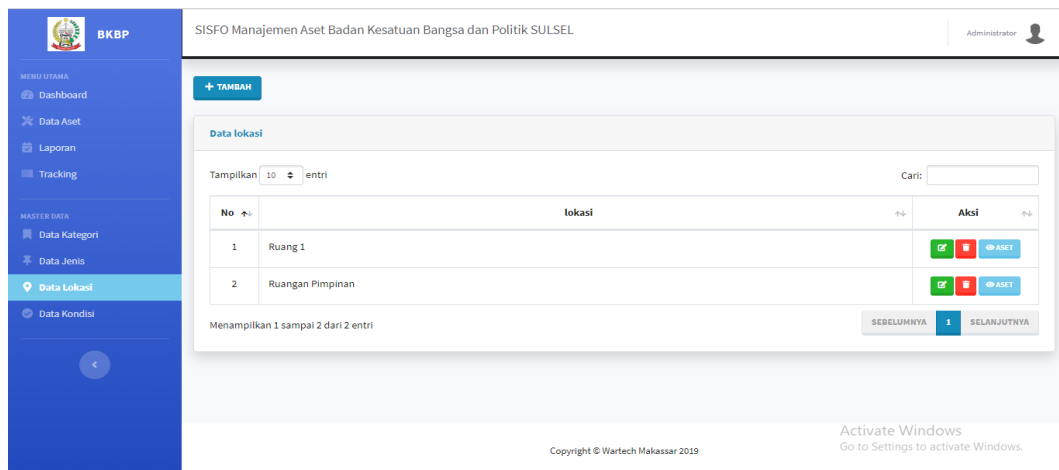 BKBP
SISFO Manajemen Aset Badan Kesatuan Bangsa dan Politik SULSEL
Administrator
MENU UTAMA
Dashboard
Data Aset
Laporan
Tracking
MASTER DATA
Data Kategori
Data Jenis
Data Lokasi
Data Kondisi
+ TAMBAH
Data lokasi
Tampilkan 10 entri
Cari:
No lokasi Aksi
1 Ruang 1 ASET
2 Ruangan Pimpinan ASET
Menampilkan 1 sampai 2 dari 2 entri
SEBELUMNYA 1 SELANJUTNYA
Activate Windows
Go to Settings to activate Windows.
Copyright © Wartech Makassar 2019